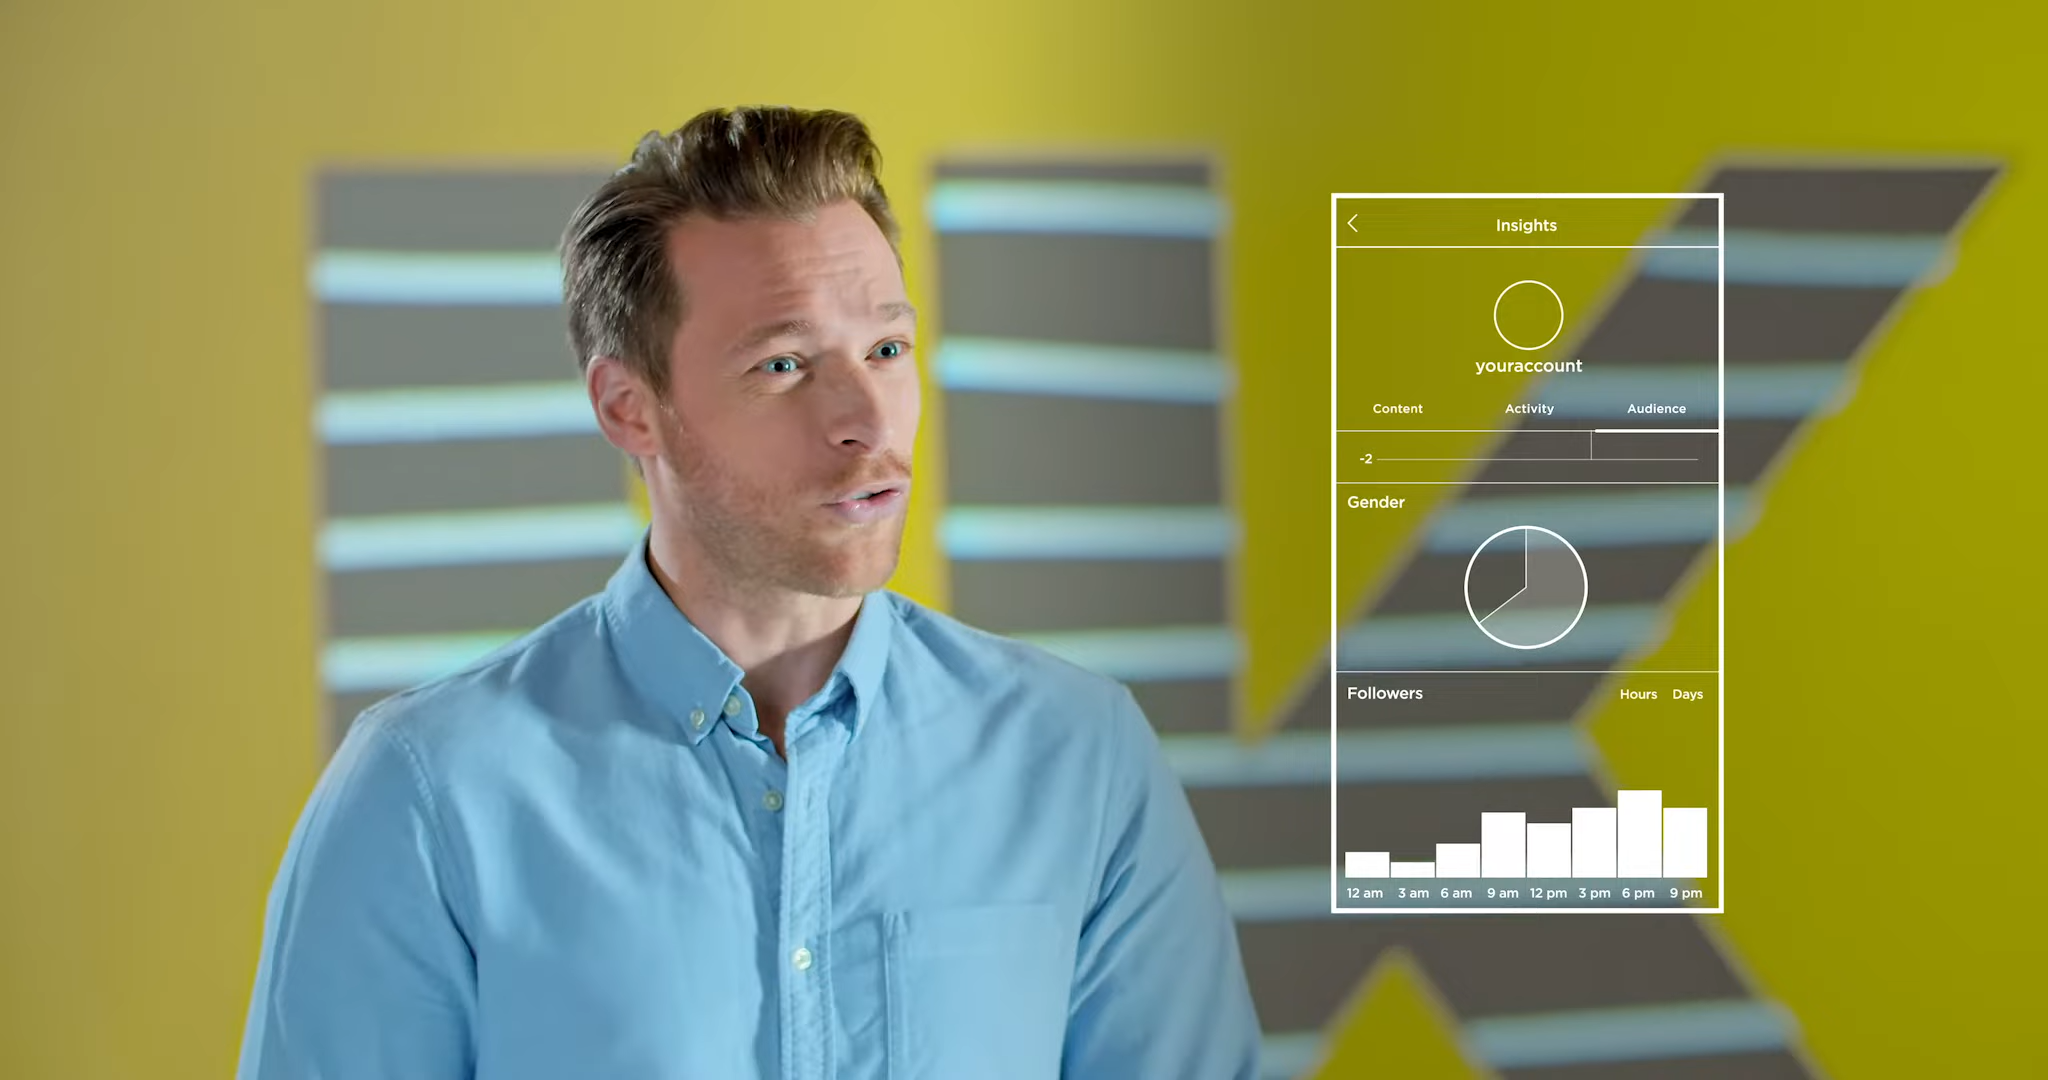 Insights
youraccount
Content Activity Audience
-2
Gender
Followers Hours Days
12 am 3 am 6 am 9 am 12 pm 3 pm 6 pm 9 pm